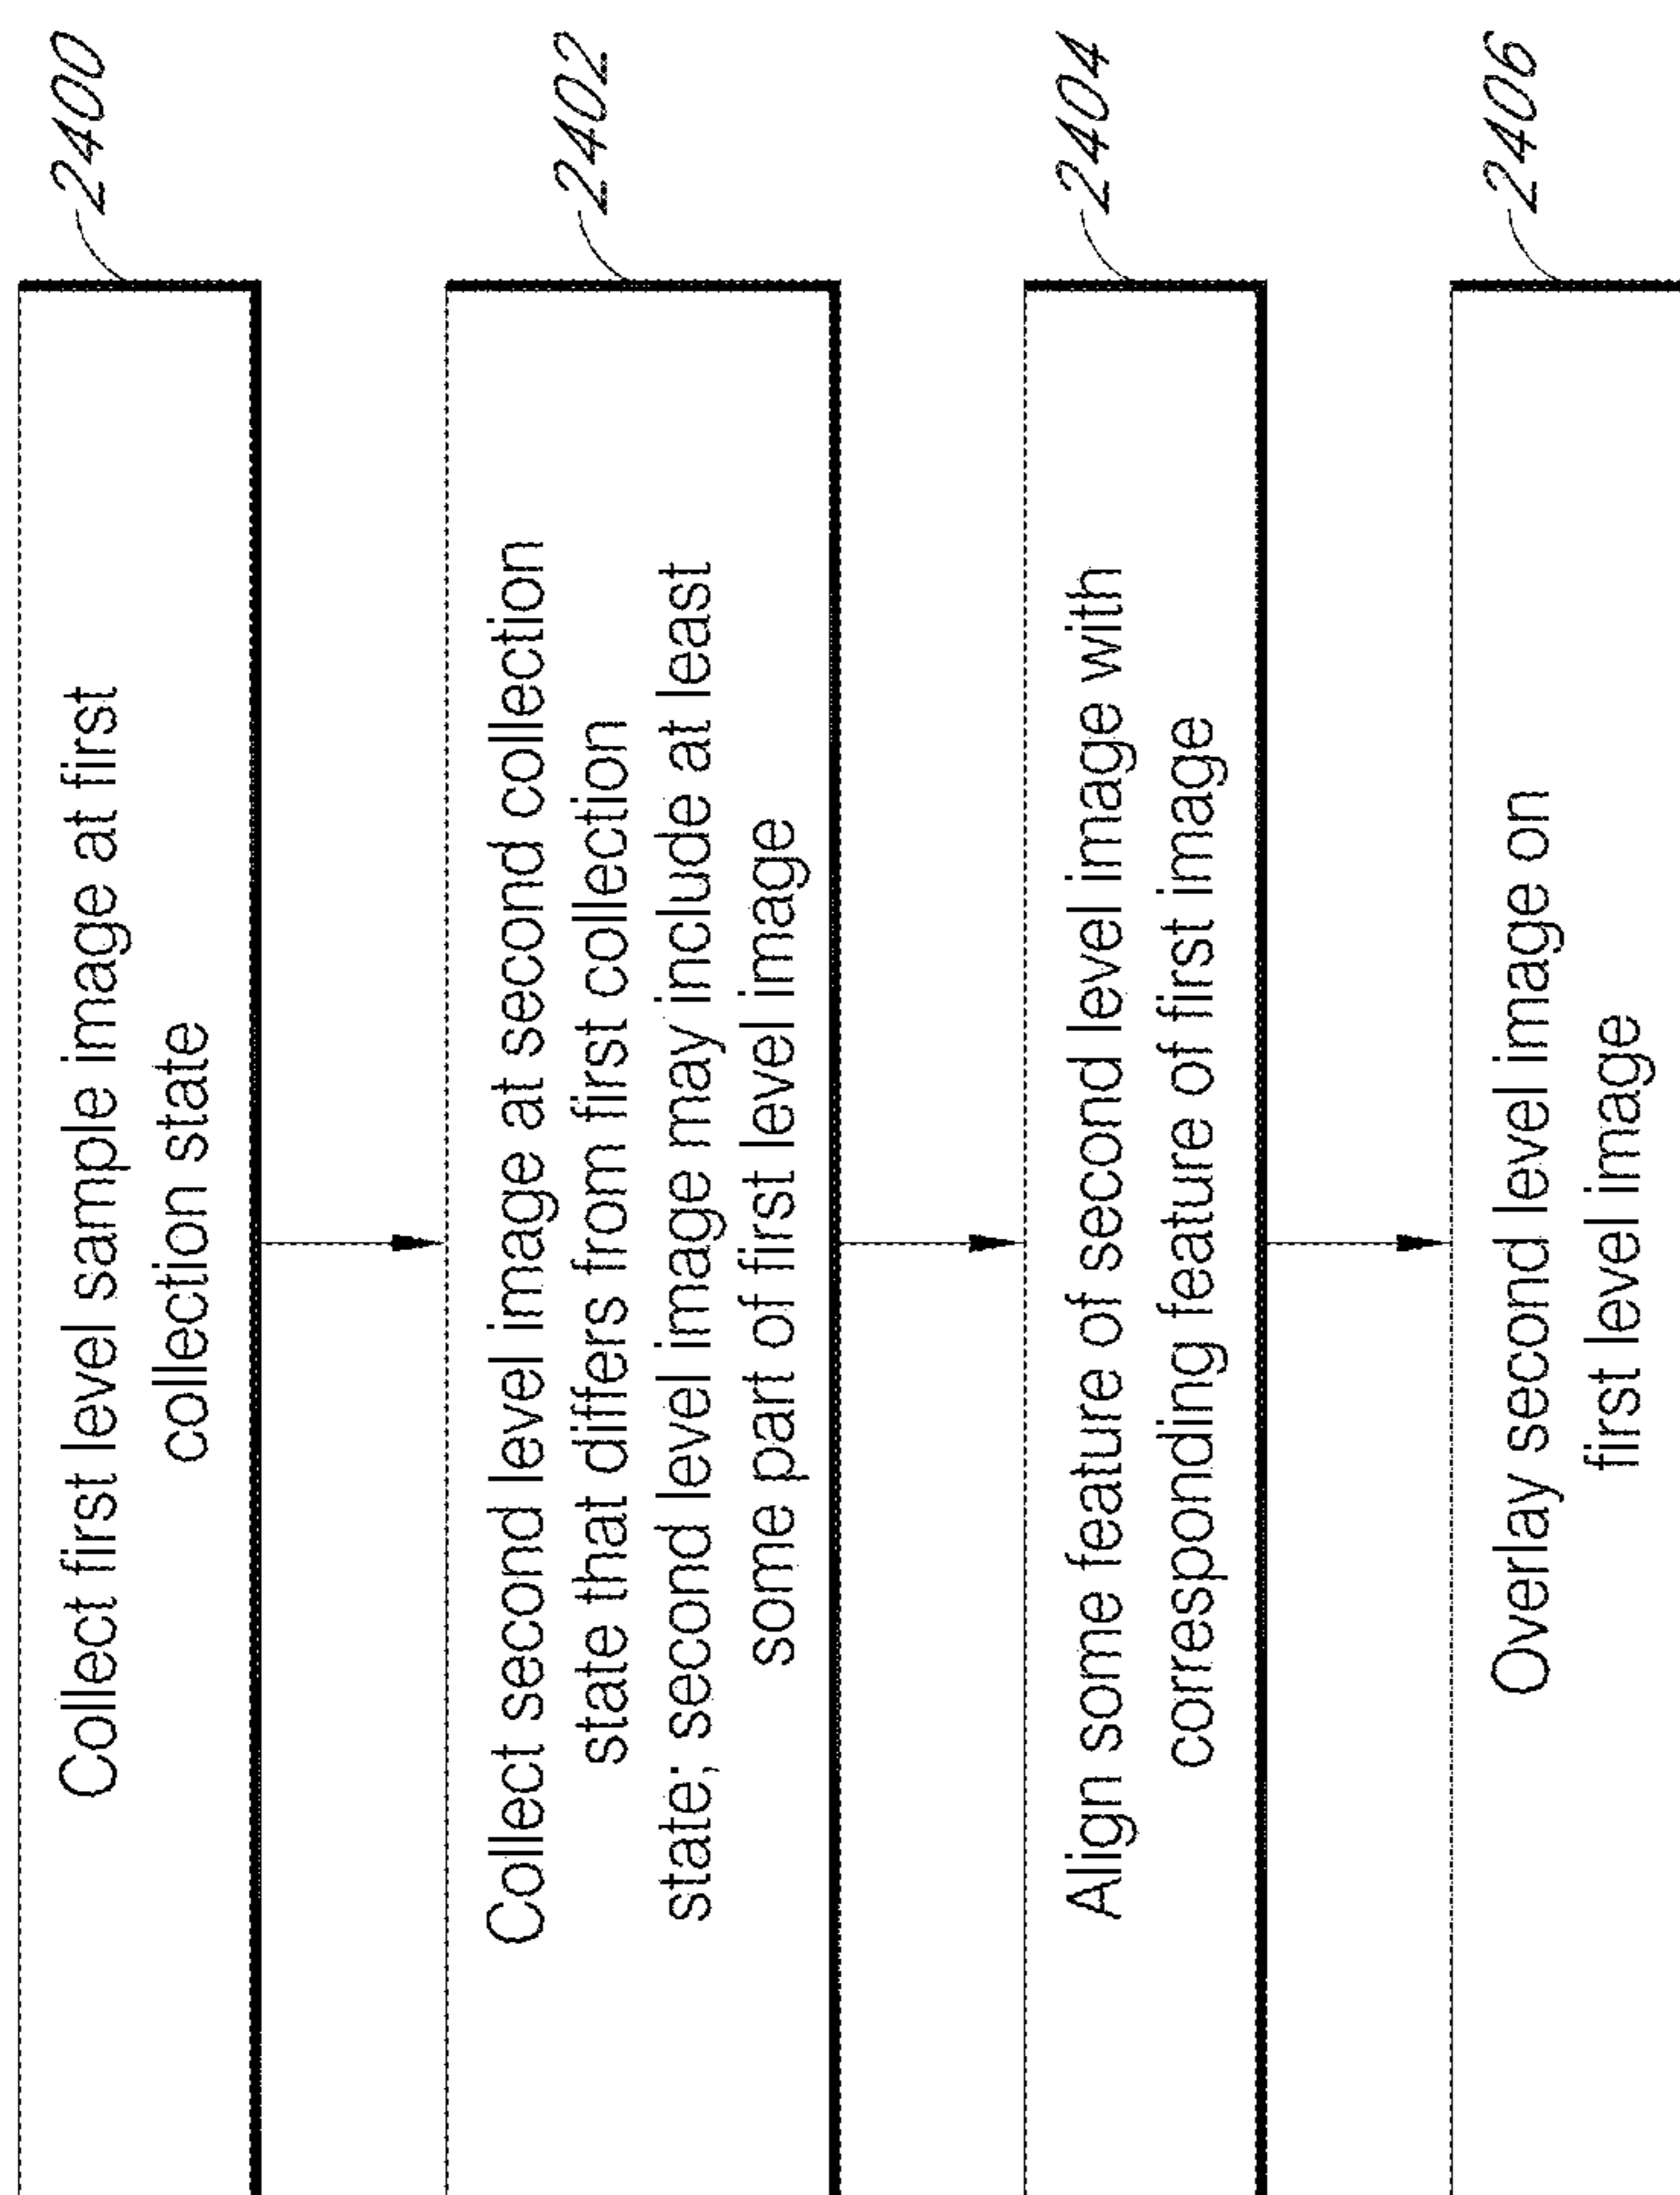 Collect first level sample image at first
collection state
2400
Collect second level image at second collection
state that differs from first collection
state; second level image may include at least
some part of first level image
2402
Align some feature of second level image with
corresponding feature of first image
2404
Overlay second level image on
first level image
2406